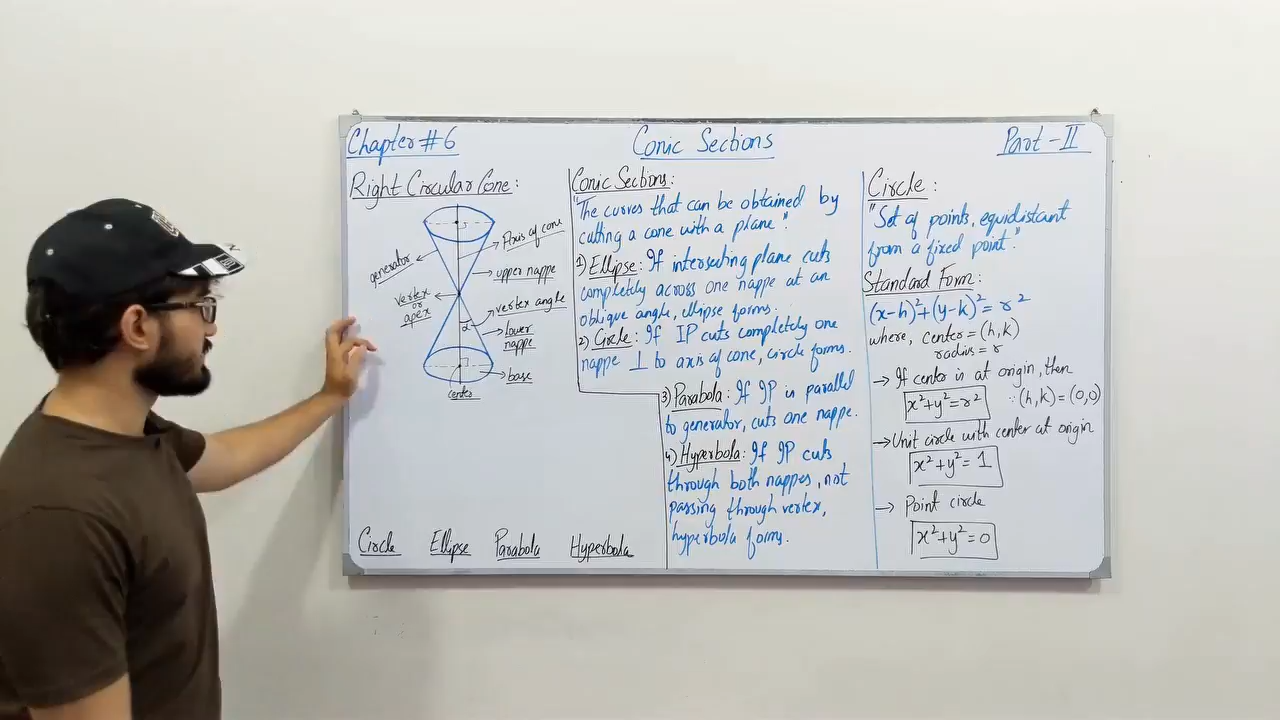 Chapter #6
Conic Sections
Part-II
Right Circular Cone:
Axis of cone
generator
upper nappe
vertex
or
apex
vertex angle
α
lower
nappe
base
center
Circle Ellipse Parabola Hyperbola
Conic Sections:
"The curves that can be obtained by
cutting a cone with a plane."
1) Ellipse: If intersecting plane cuts
completely across one nappe at an
oblique angle, ellipse forms.
2) Circle: If IP cuts completely one
nappe ⊥ to axis of cone, circle forms.
3) Parabola: If IP is parallel
to generator, cuts one nappe.
4) Hyperbola: If IP cuts
through both nappes, not
passing through vertex,
hyperbola forms.
Circle:
"Set of points, equidistant
from a fixed point."
Standard Form:
(x-h)²+(y-k)² = r²
where, center = (h,k)
radius = r
→ If center is at origin, then
x²+y²=r² ∵ (h,k) = (0,0)
→ Unit circle with center at origin
x²+y² = 1
→ Point circle
x²+y² = 0